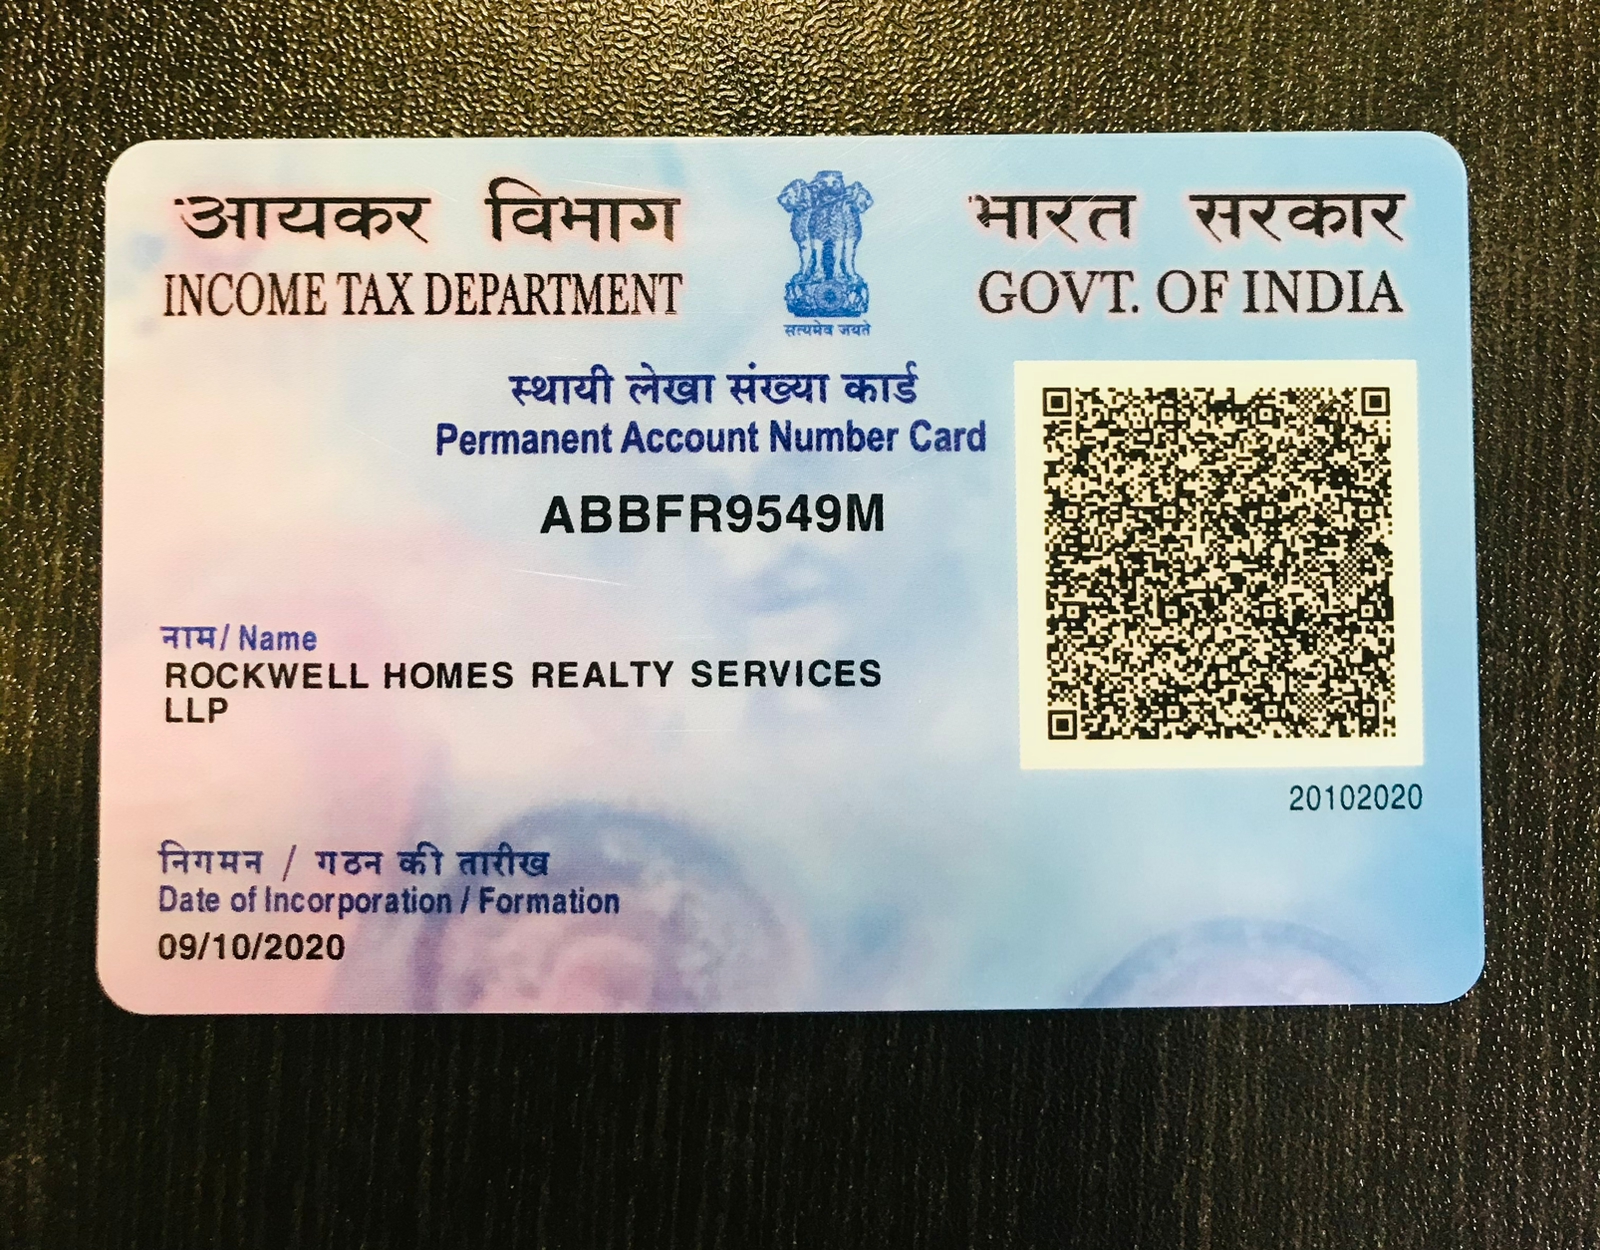 आयकर विभाग
INCOME TAX DEPARTMENT
सत्यमेव जयते
भारत सरकार
GOVT. OF INDIA
स्थायी लेखा संख्या कार्ड
Permanent Account Number Card
ABBFR9549M
नाम/ Name
ROCKWELL HOMES REALTY SERVICES
LLP
20102020
निगमन / गठन की तारीख
Date of Incorporation / Formation
09/10/2020